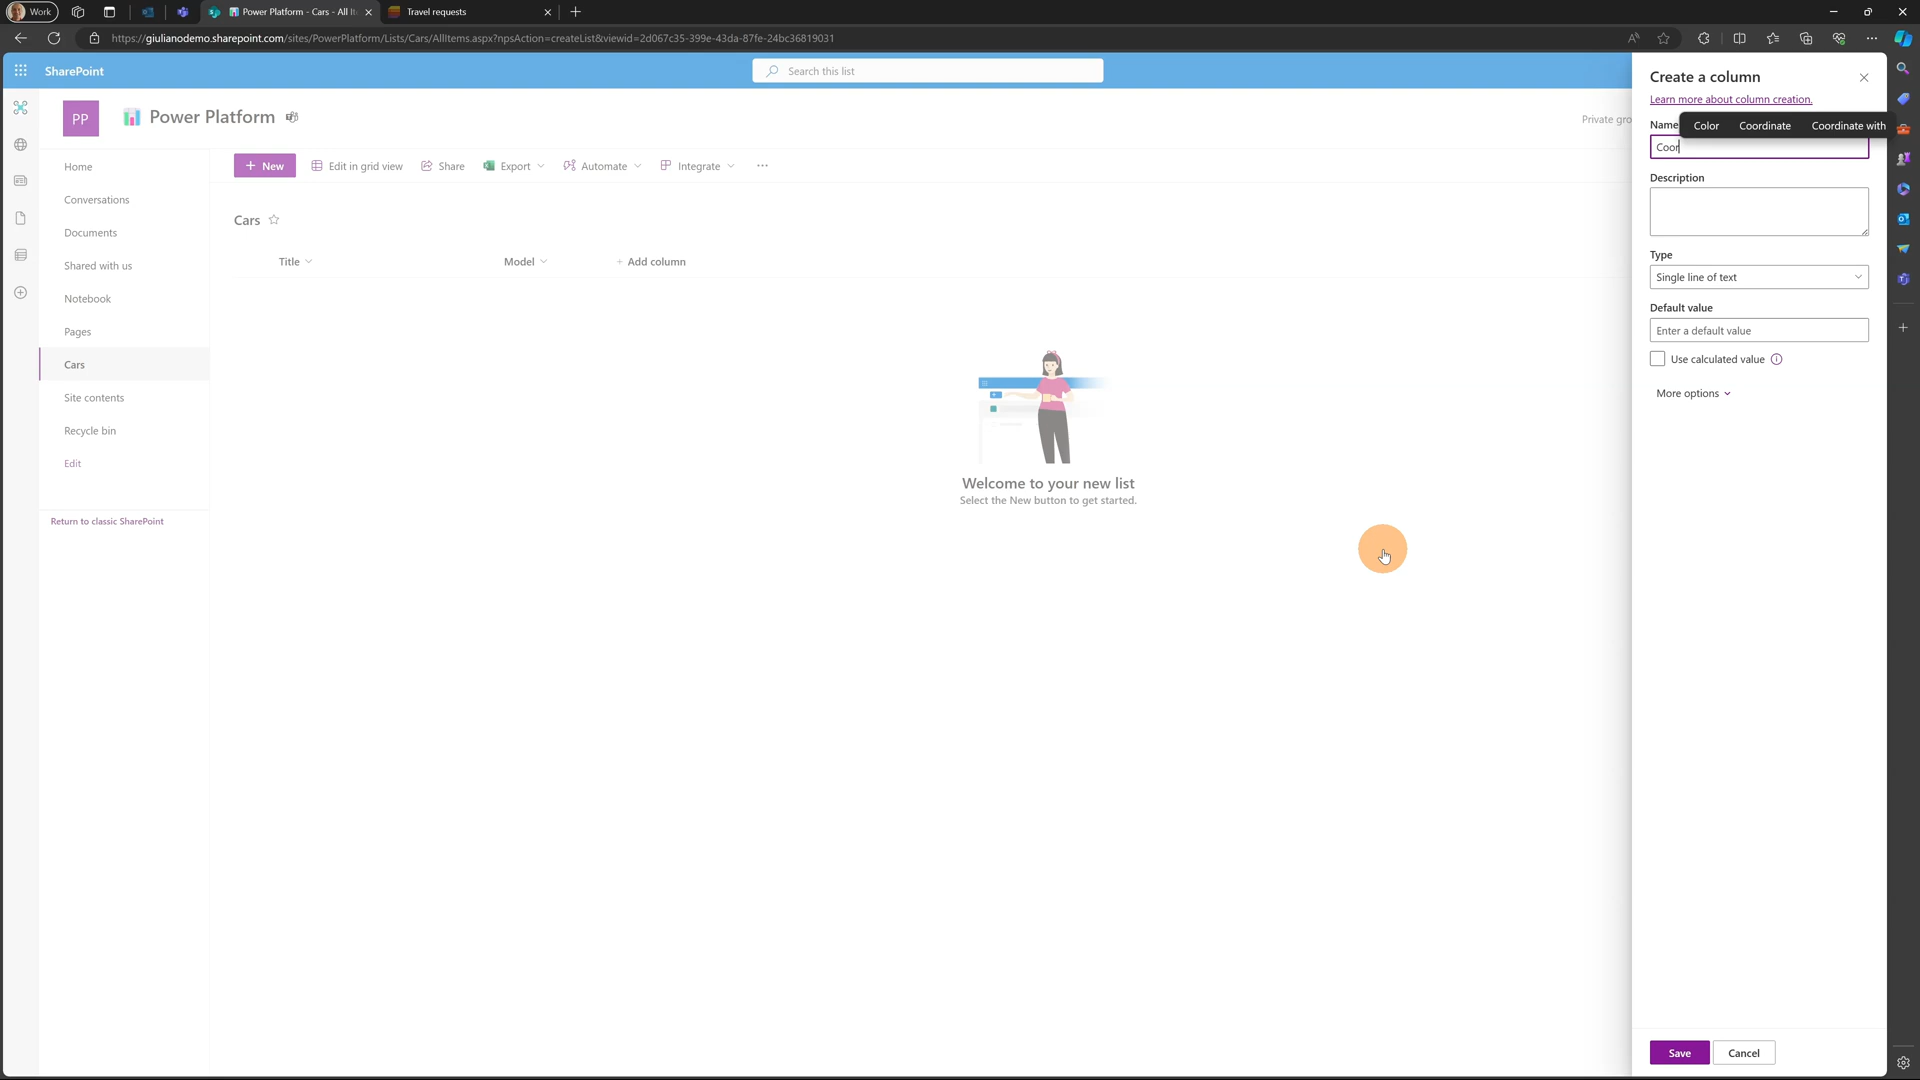 Work
Power Platform - Cars - All It
Travel requests
https://giulianodemo.sharepoint.com/sites/PowerPlatform/Lists/Cars/AllItems.aspx?npsAction=createList&viewid=2d067c35-399e-43da-87fe-24bc36819031
SharePoint
Search this list
PP
Power Platform
Private gro
Home
Conversations
Documents
Shared with us
Notebook
Pages
Cars
Site contents
Recycle bin
Edit
Return to classic SharePoint
New
Edit in grid view
Share
Export
Automate
Integrate
Cars
Title
Model
Add column
Welcome to your new list
Select the New button to get started.
Create a column
Learn more about column creation.
Name
Color
Coordinate
Coordinate with
Coor
Description
Type
Single line of text
Default value
Enter a default value
Use calculated value
More options
Save
Cancel